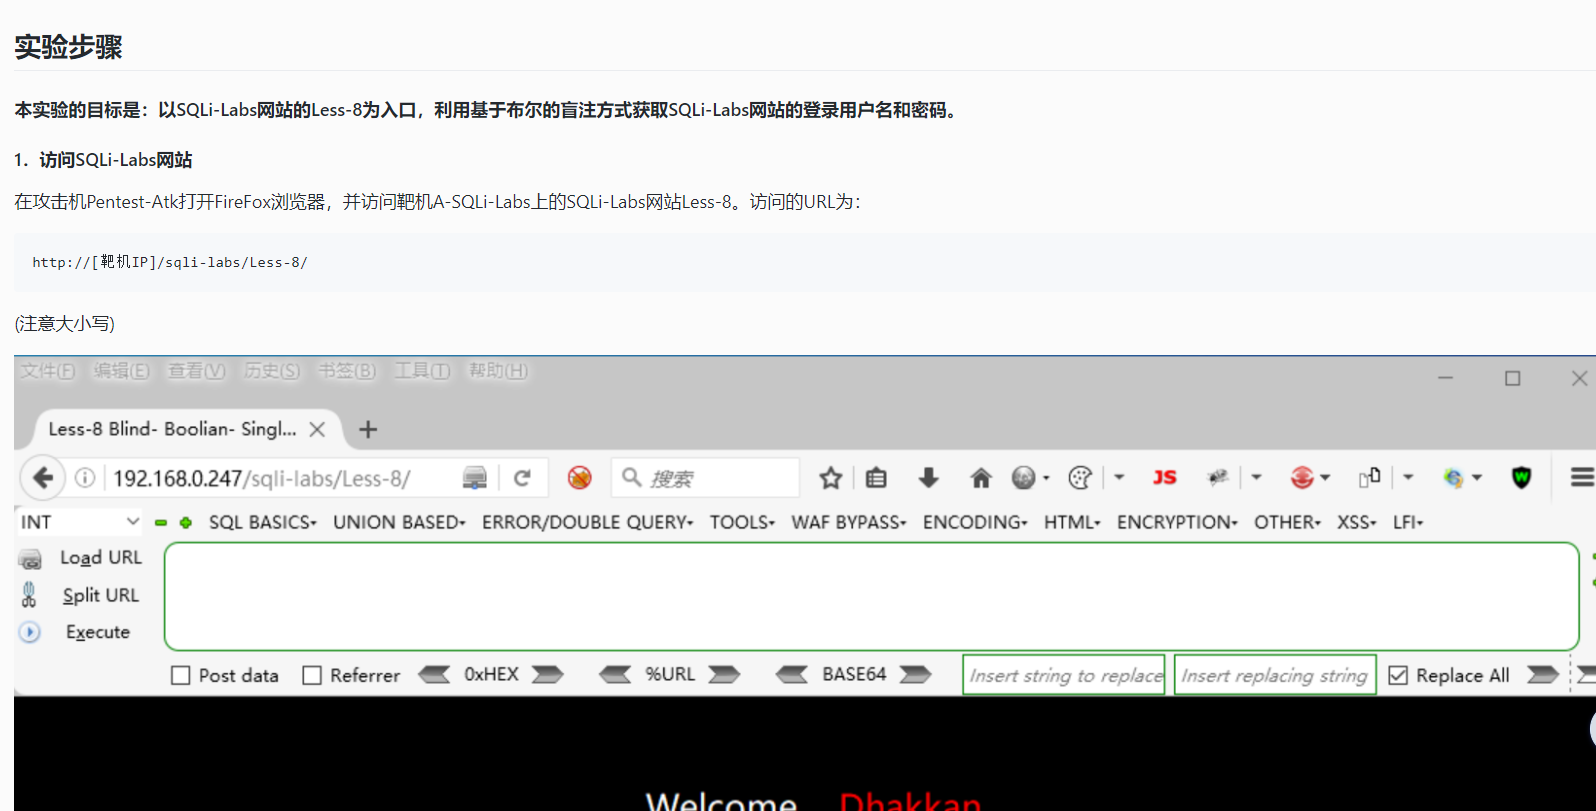 实验步骤
本实验的目标是：以SQLi-Labs网站的Less-8为入口，利用基于布尔的盲注方式获取SQLi-Labs网站的登录用户名和密码。
1．访问SQLi-Labs网站
在攻击机Pentest-Atk打开FireFox浏览器，并访问靶机A-SQLi-Labs上的SQLi-Labs网站Less-8。访问的URL为：
http://[靶机IP]/sqli-labs/Less-8/
(注意大小写)
文件(F) 编辑(E) 查看(V) 历史(S) 书签(B) 工具(T) 帮助(H)
Less-8 Blind- Boolian- Singl...
192.168.0.247/sqli-labs/Less-8/ 搜索 JS
INT SQL BASICS UNION BASED ERROR/DOUBLE QUERY TOOLS WAF BYPASS ENCODING HTML ENCRYPTION OTHER XSS LFI
Load URL
Split URL
Execute
Post data Referrer 0xHEX %URL BASE64 Insert string to replace Insert replacing string Replace All
Welcome Dhakkan